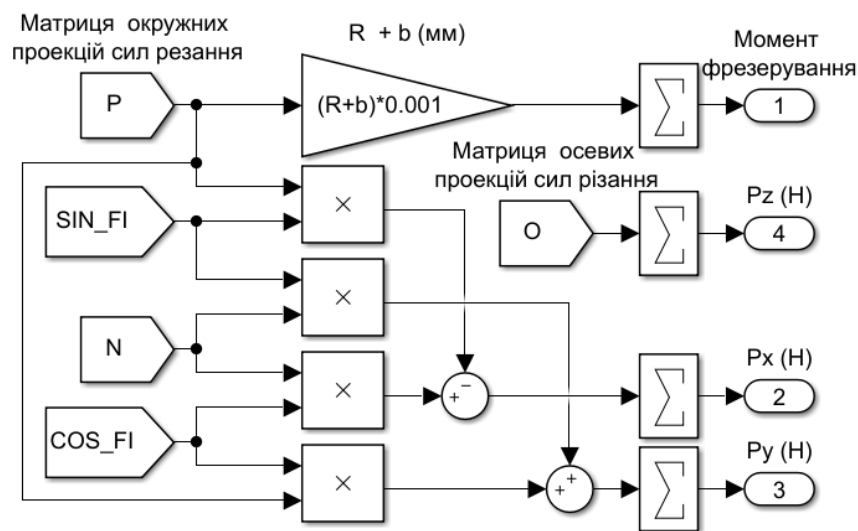 Матриця окружних
проекцій сил резання
R + b (мм)
Момент
фрезерування
P
(R+b)*0.001
∑
1
Матриця осевих
проекцій сил різання
SIN_FI
×
O
∑
Pz (Н)
4
×
N
×
+ −
∑
Px (Н)
2
COS_FI
×
+ +
∑
Py (Н)
3